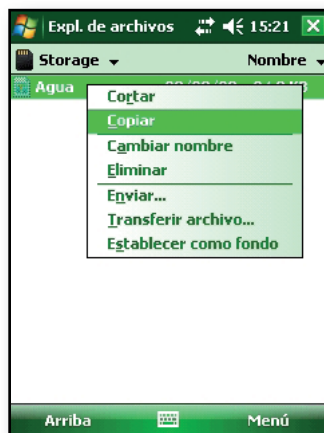 Expl. de archivos 15:21
Storage Nombre
Agua
Cortar
Copiar
Cambiar nombre
Eliminar
Enviar...
Transferir archivo...
Establecer como fondo
Arriba Menú